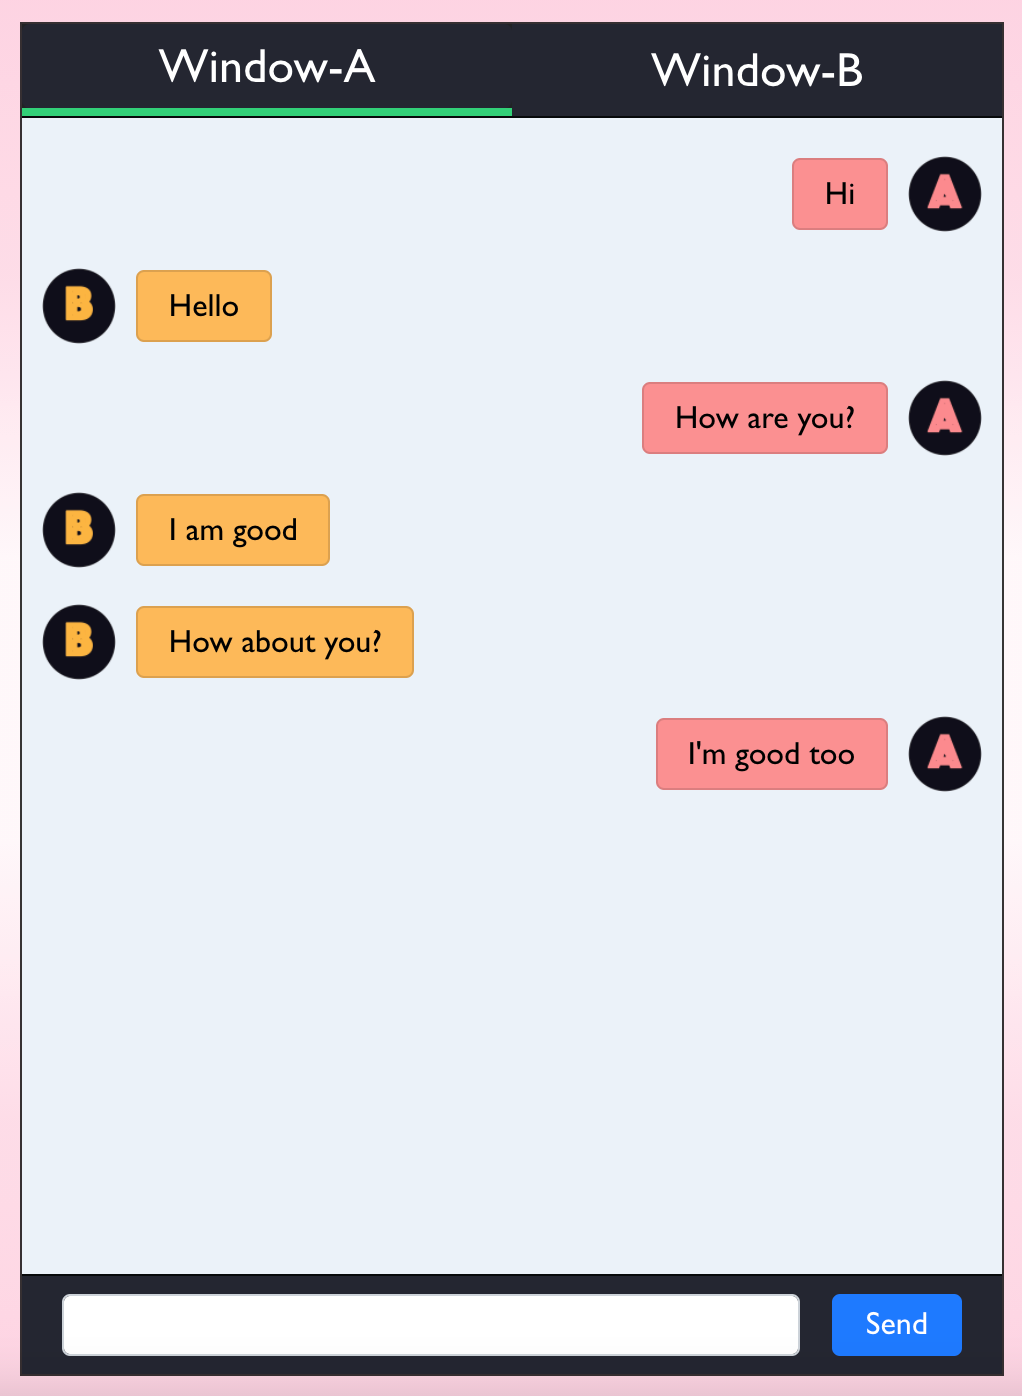 Window-A Window-B
Hi A
B Hello
How are you? A
B I am good
B How about you?
I'm good too A
Send